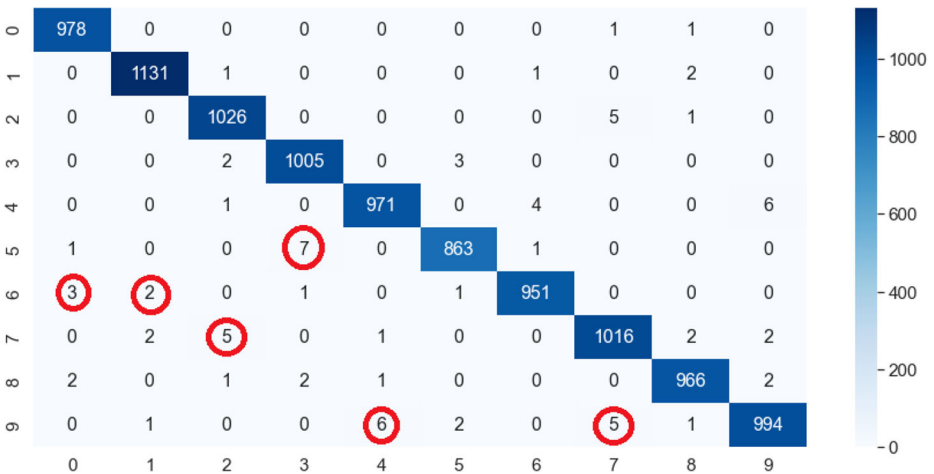 0 978 0 0 0 0 0 0 1 1 0
1 0 1131 1 0 0 0 1 0 2 0
2 0 0 1026 0 0 0 0 5 1 0
3 0 0 2 1005 0 3 0 0 0 0
4 0 0 1 0 971 0 4 0 0 6
5 1 0 0 7 0 863 1 0 0 0
6 3 2 0 1 0 1 951 0 0 0
7 0 2 5 0 1 0 0 1016 2 2
8 2 0 1 2 1 0 0 0 966 2
9 0 1 0 0 6 2 0 5 1 994
0 1 2 3 4 5 6 7 8 9
1000
800
600
400
200
0